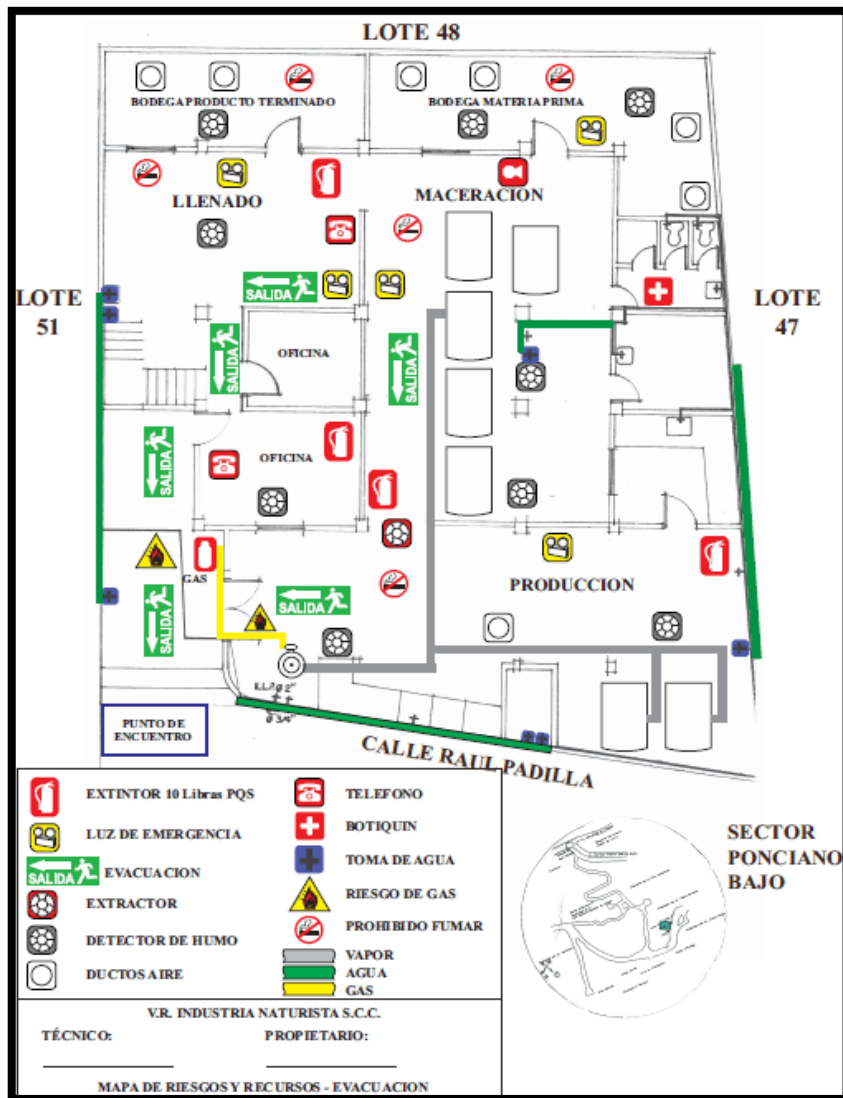 LOTE 48
BODEGA PRODUCTO TERMINADO
BODEGA MATERIA PRIMA
LLENADO
MACERACION
SALIDA
LOTE
51
LOTE
47
SALIDA
OFICINA
SALIDA
OFICINA
SALIDA
GAS
PRODUCCION
SALIDA
SALIDA
Ø 3/4"
PUNTO DE
ENCUENTRO
CALLE RAUL PADILLA
EXTINTOR 10 Libras PQS
LUZ DE EMERGENCIA
SALIDA EVACUACION
EXTRACTOR
DETECTOR DE HUMO
DUCTOS AIRE
TELEFONO
BOTIQUIN
TOMA DE AGUA
RIESGO DE GAS
PROHIBIDO FUMAR
VAPOR
AGUA
GAS
SECTOR
PONCIANO
BAJO
V.R. INDUSTRIA NATURISTA S.C.C.
TÉCNICO: PROPIETARIO:
MAPA DE RIESGOS Y RECURSOS - EVACUACION